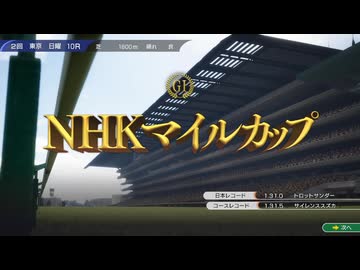 2回 東京 日曜 10R 芝 1600m 晴れ 良
GI
NHKマイルカップ
日本レコード 1.31.0 トロットサンダー
コースレコード 1.31.5 サイレンススズカ
次へ